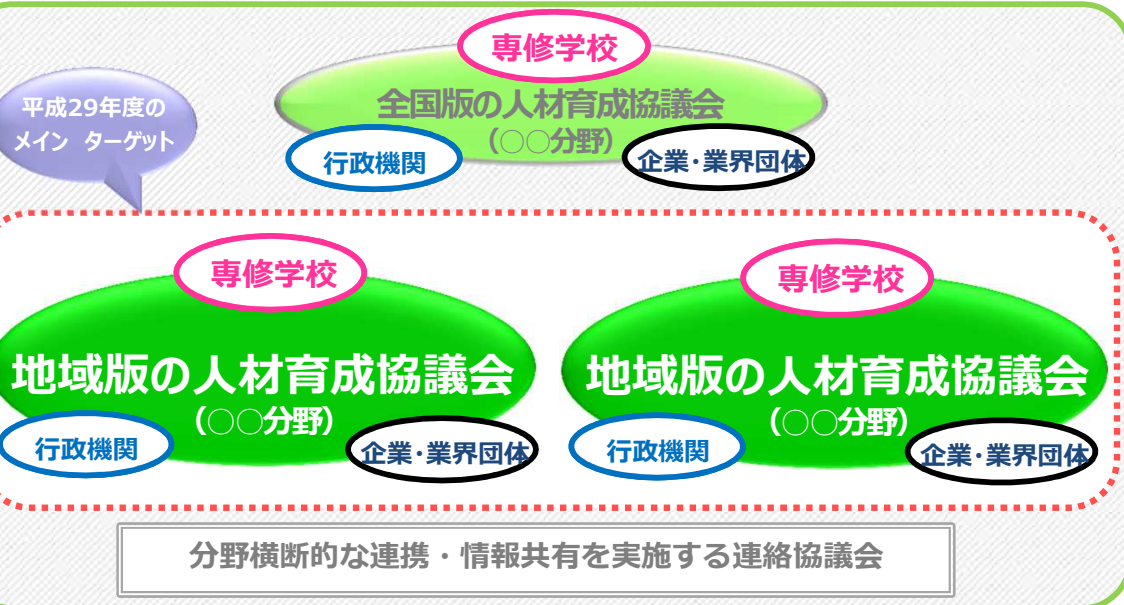 専修学校
全国版の人材育成協議会
(○○分野)
行政機関
企業・業界団体
平成29年度の
メイン ターゲット
専修学校
地域版の人材育成協議会
(○○分野)
行政機関
企業・業界団体
専修学校
地域版の人材育成協議会
(○○分野)
行政機関
企業・業界団体
分野横断的な連携・情報共有を実施する連絡協議会